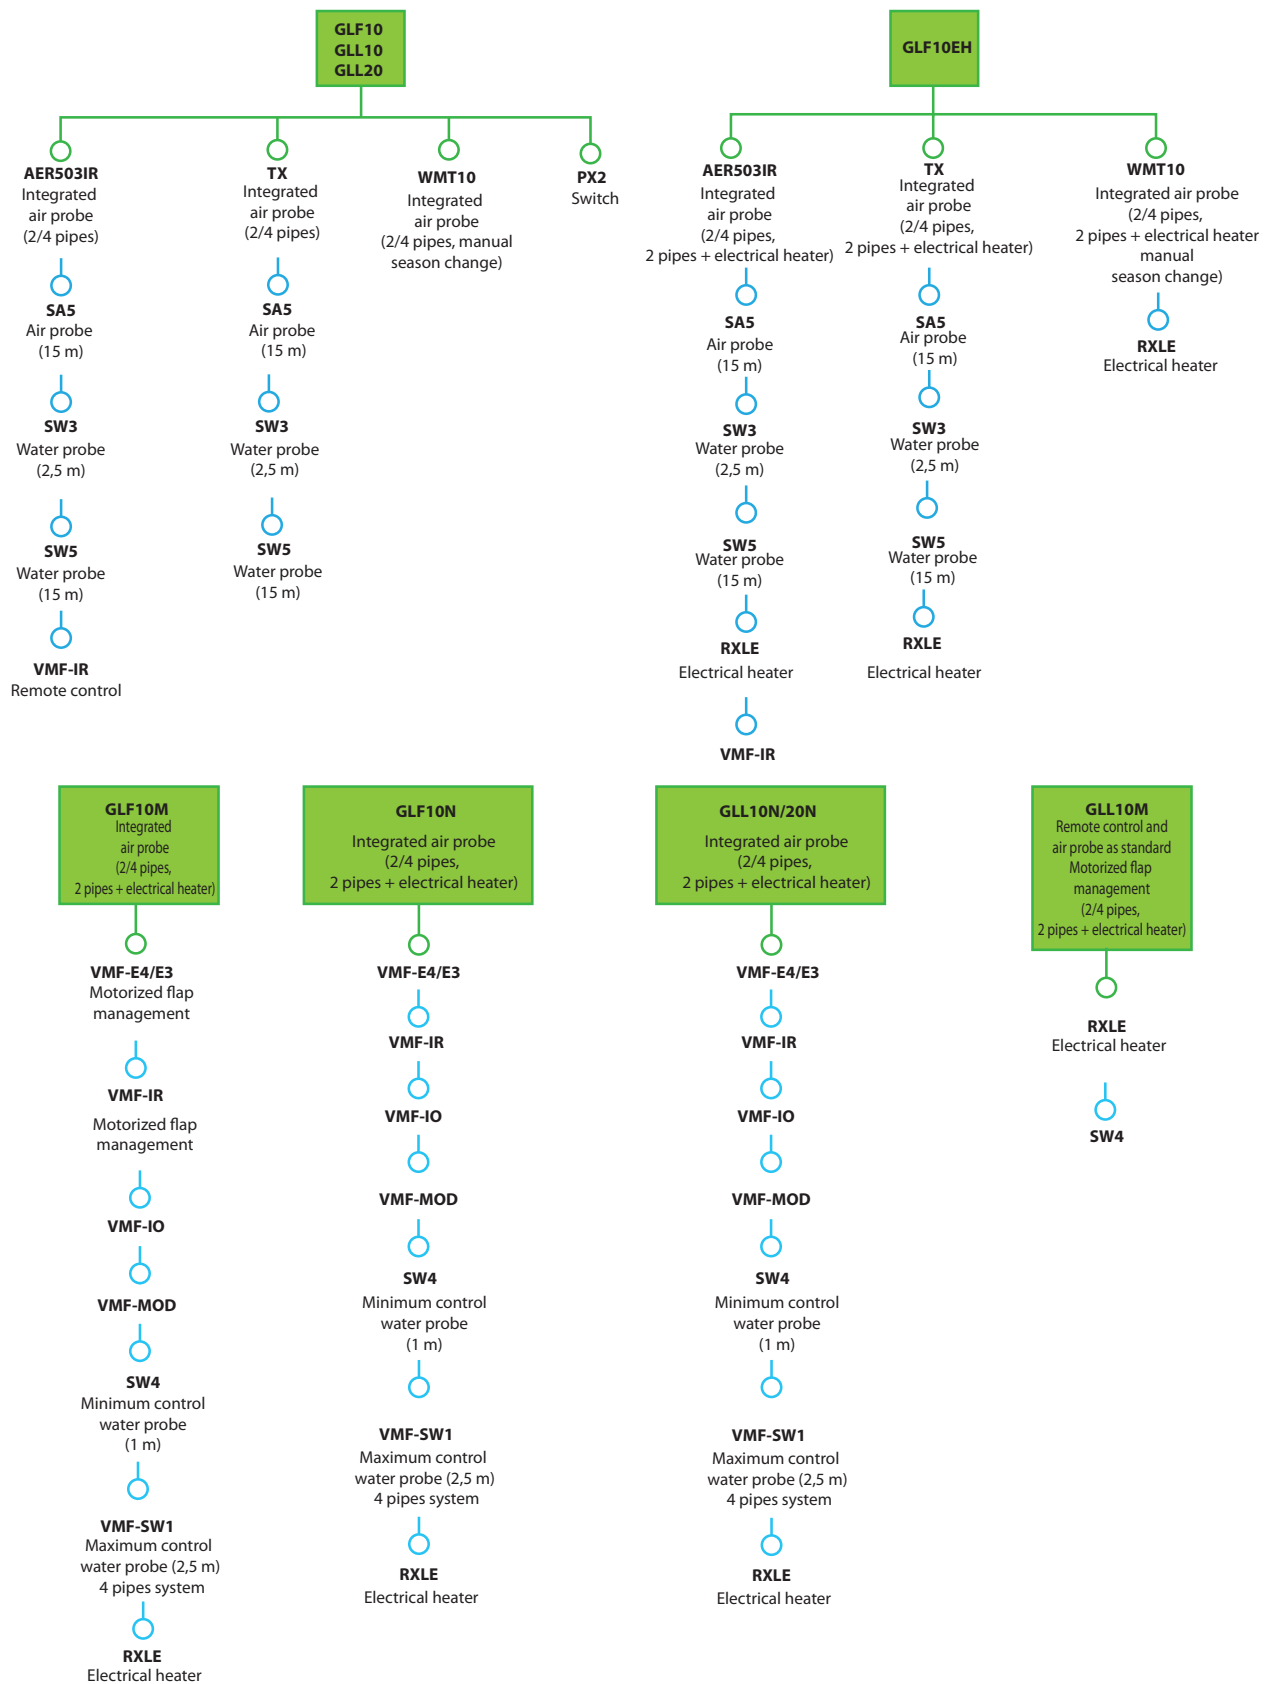 GLF10
GLL10
GLL20
AER503IR
Integrated
air probe
(2/4 pipes)
SA5
Air probe
(15 m)
SW3
Water probe
(2,5 m)
SW5
Water probe
(15 m)
VMF-IR
Remote control
TX
Integrated
air probe
(2/4 pipes)
SA5
Air probe
(15 m)
SW3
Water probe
(2,5 m)
SW5
Water probe
(15 m)
WMT10
Integrated
air probe
(2/4 pipes, manual
season change)
PX2
Switch
GLF10EH
AER503IR
Integrated
air probe
(2/4 pipes,
2 pipes + electrical heater)
SA5
Air probe
(15 m)
SW3
Water probe
(2,5 m)
SW5
Water probe
(15 m)
RXLE
Electrical heater
VMF-IR
TX
Integrated
air probe
(2/4 pipes,
2 pipes + electrical heater)
SA5
Air probe
(15 m)
SW3
Water probe
(2,5 m)
SW5
Water probe
(15 m)
RXLE
Electrical heater
WMT10
Integrated air probe
(2/4 pipes,
2 pipes + electrical heater
manual
season change)
RXLE
Electrical heater
GLF10M
Integrated
air probe
(2/4 pipes,
2 pipes + electrical heater)
VMF-E4/E3
Motorized flap
management
VMF-IR
Motorized flap
management
VMF-IO
VMF-MOD
SW4
Minimum control
water probe
(1 m)
VMF-SW1
Maximum control
water probe (2,5 m)
4 pipes system
RXLE
Electrical heater
GLF10N
Integrated air probe
(2/4 pipes,
2 pipes + electrical heater)
VMF-E4/E3
VMF-IR
VMF-IO
VMF-MOD
SW4
Minimum control
water probe
(1 m)
VMF-SW1
Maximum control
water probe (2,5 m)
4 pipes system
RXLE
Electrical heater
GLL10N/20N
Integrated air probe
(2/4 pipes,
2 pipes + electrical heater)
VMF-E4/E3
VMF-IR
VMF-IO
VMF-MOD
SW4
Minimum control
water probe
(1 m)
VMF-SW1
Maximum control
water probe (2,5 m)
4 pipes system
RXLE
Electrical heater
GLL10M
Remote control and
air probe as standard
Motorized flap
management
(2/4 pipes,
2 pipes + electrical heater)
RXLE
Electrical heater
SW4